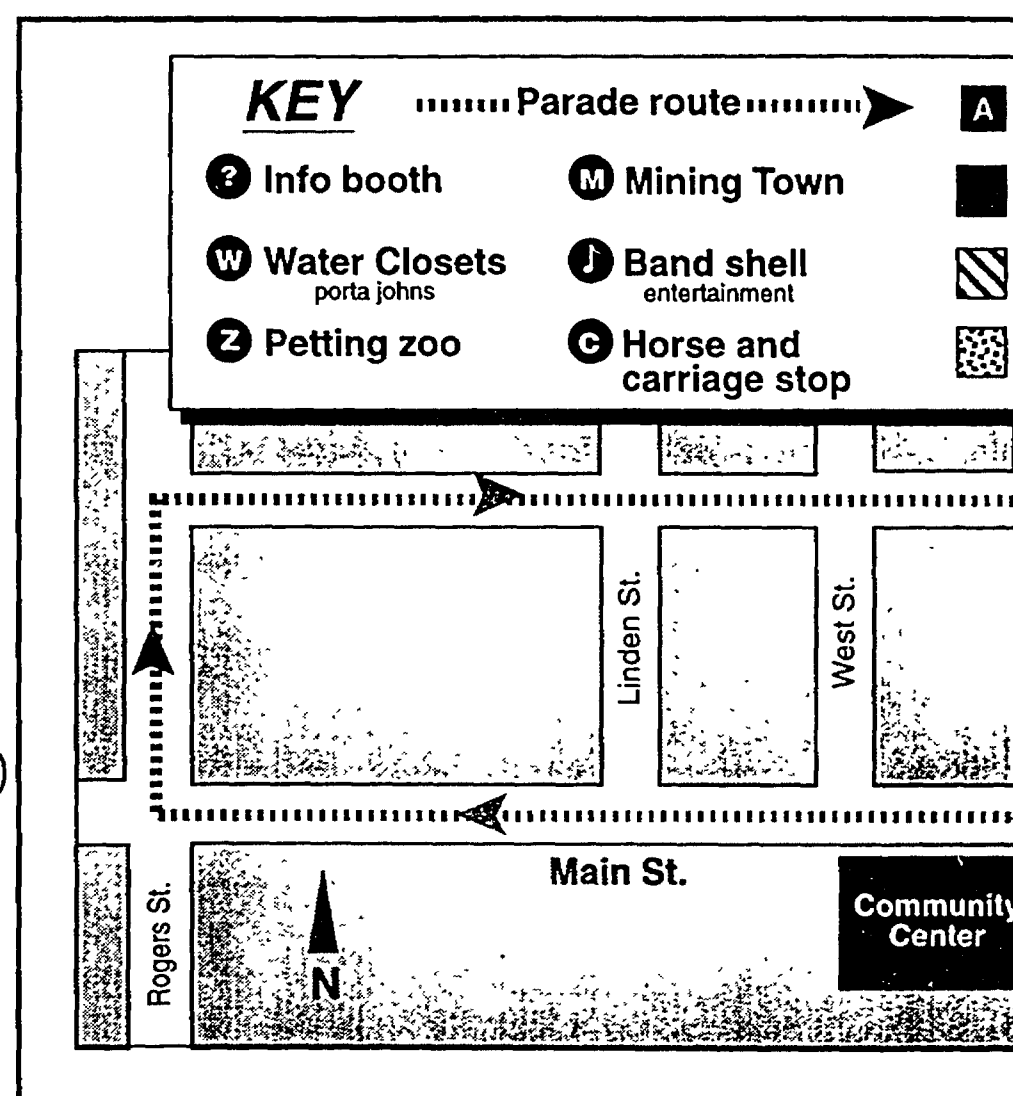 KEY
Parade route
A
? Info booth
M Mining Town
W Water Closets
porta johns
♪ Band shell
entertainment
Z Petting zoo
C Horse and
carriage stop
Linden St.
West St.
Main St.
Community
Center
Rogers St.
N